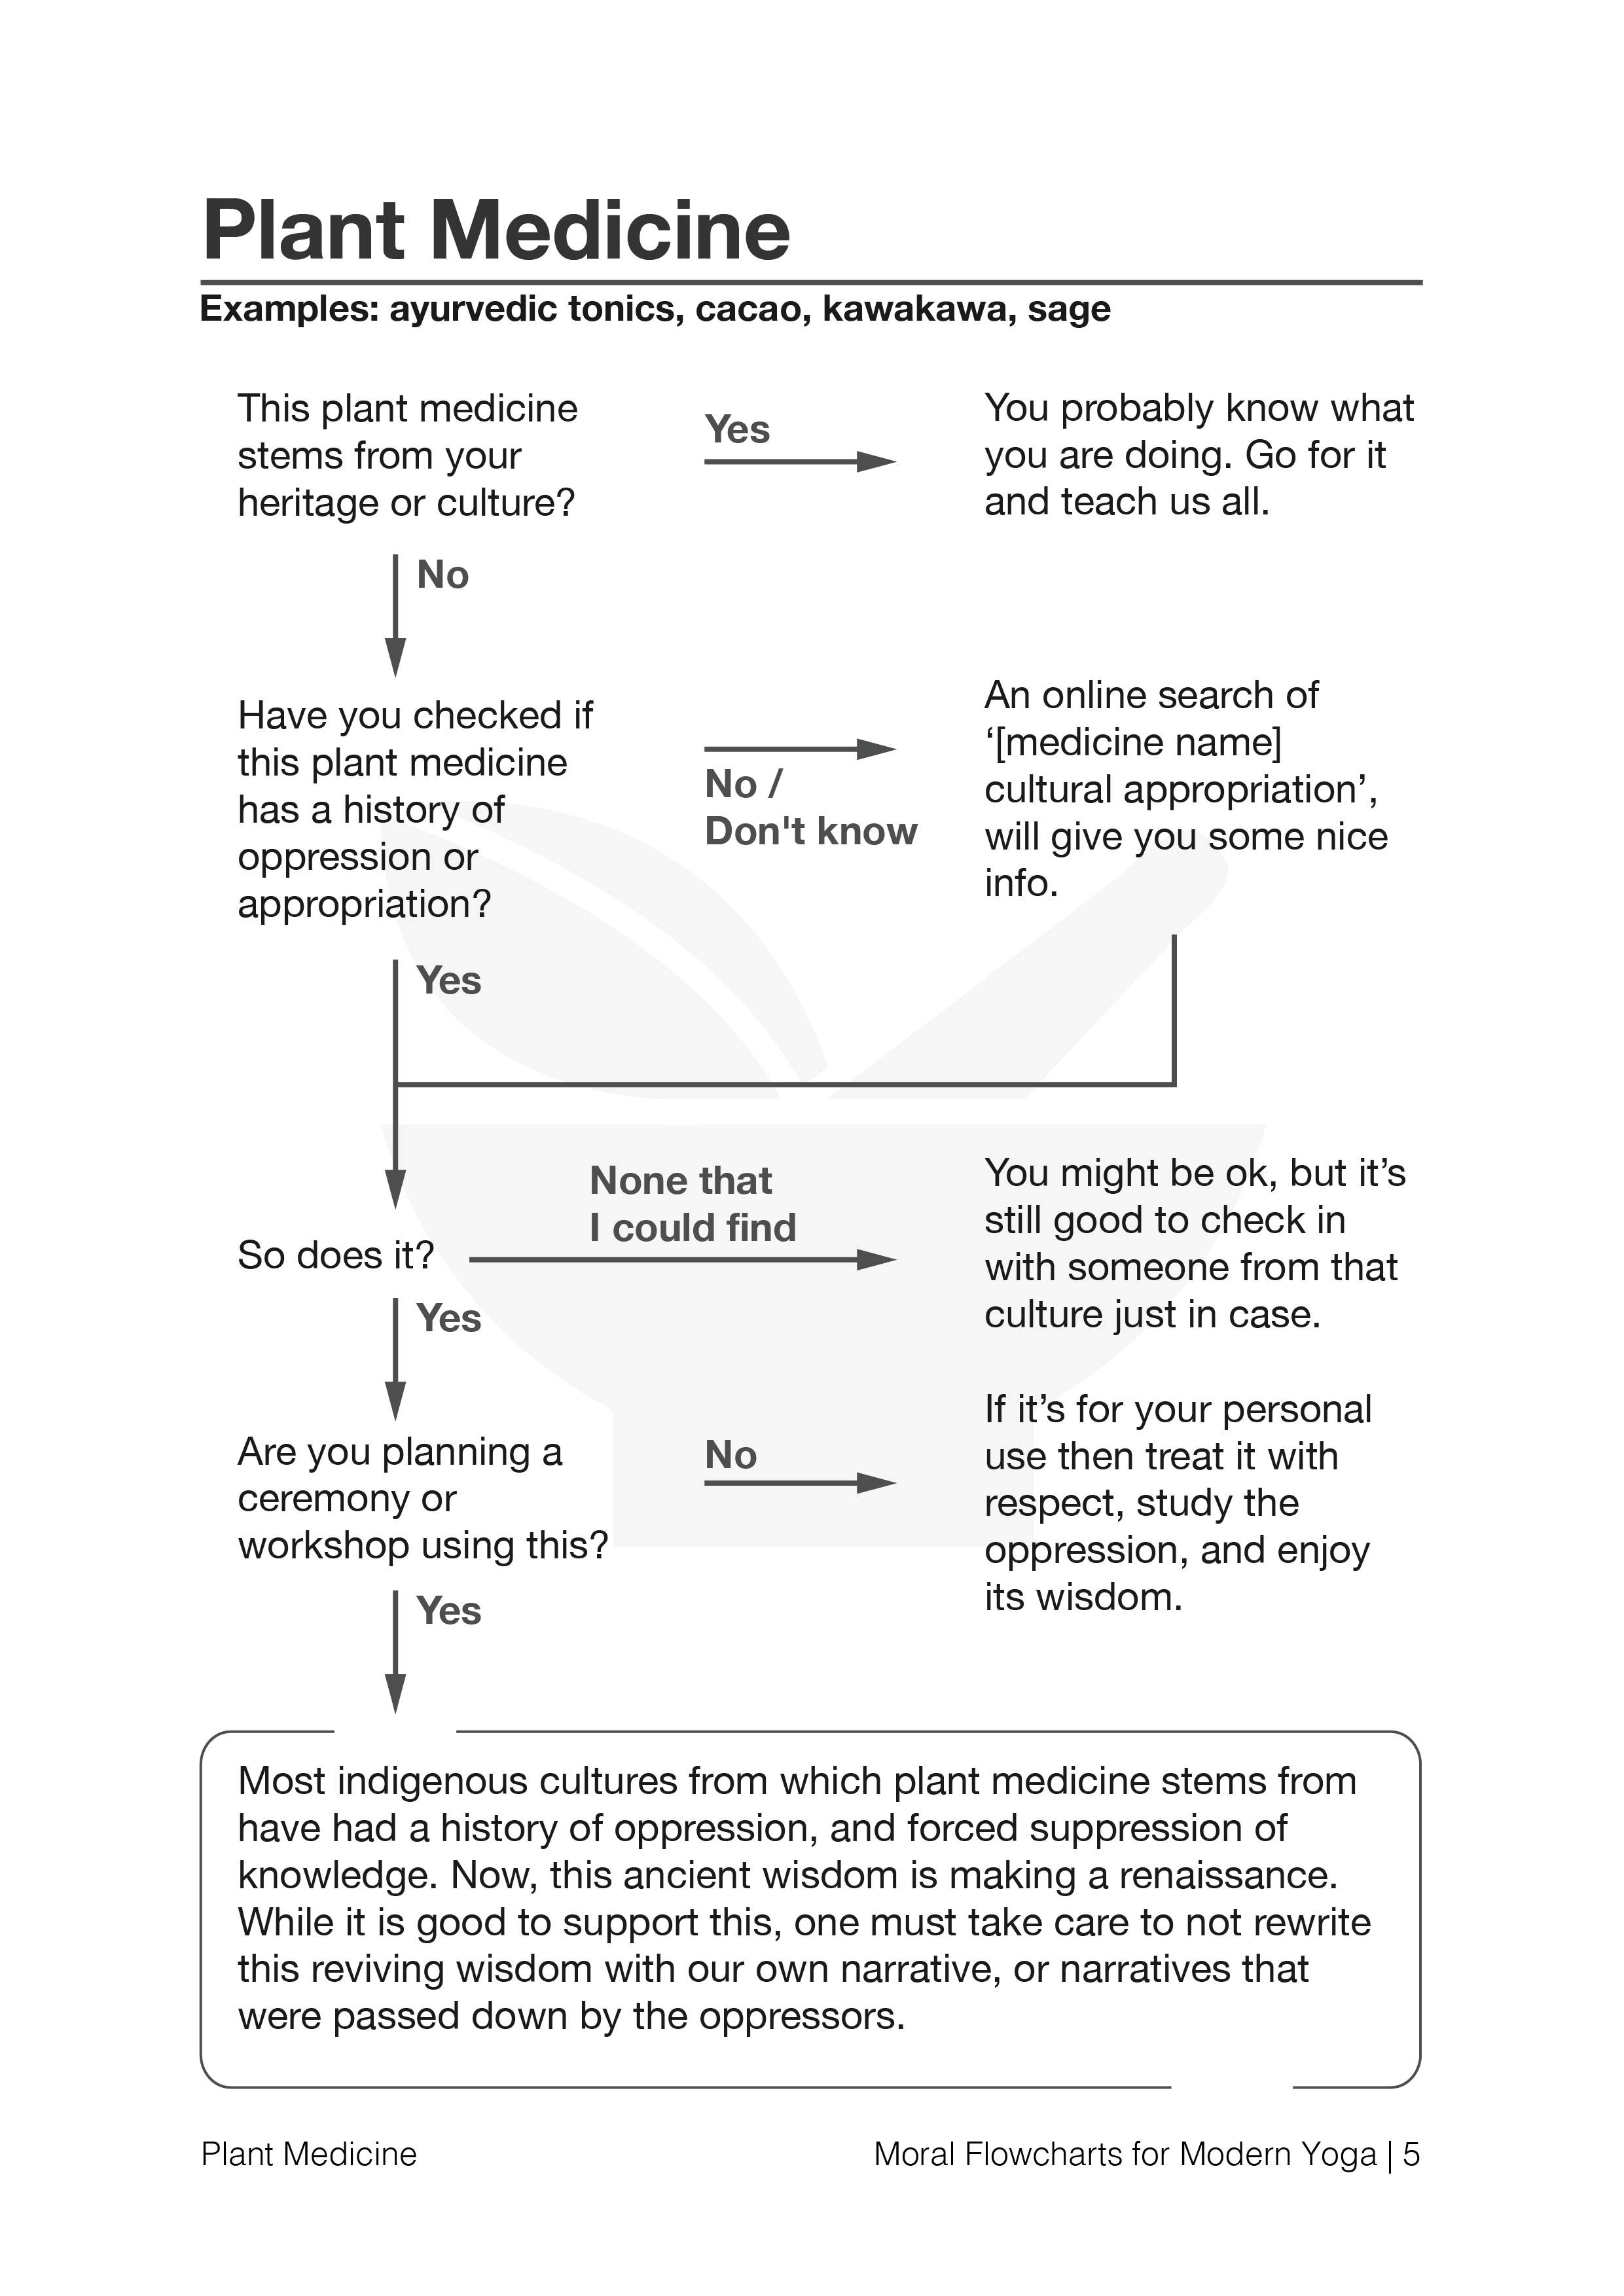 Plant Medicine
Examples: ayurvedic tonics, cacao, kawakawa, sage
This plant medicine
stems from your
heritage or culture?
Yes
You probably know what
you are doing. Go for it
and teach us all.
No
Have you checked if
this plant medicine
has a history of
oppression or
appropriation?
No /
Don't know
An online search of
‘[medicine name]
cultural appropriation’,
will give you some nice
info.
Yes
So does it?
None that
I could find
You might be ok, but it’s
still good to check in
with someone from that
culture just in case.
Yes
Are you planning a
ceremony or
workshop using this?
No
If it’s for your personal
use then treat it with
respect, study the
oppression, and enjoy
its wisdom.
Yes
Most indigenous cultures from which plant medicine stems from
have had a history of oppression, and forced suppression of
knowledge. Now, this ancient wisdom is making a renaissance.
While it is good to support this, one must take care to not rewrite
this reviving wisdom with our own narrative, or narratives that
were passed down by the oppressors.
Plant Medicine
Moral Flowcharts for Modern Yoga | 5